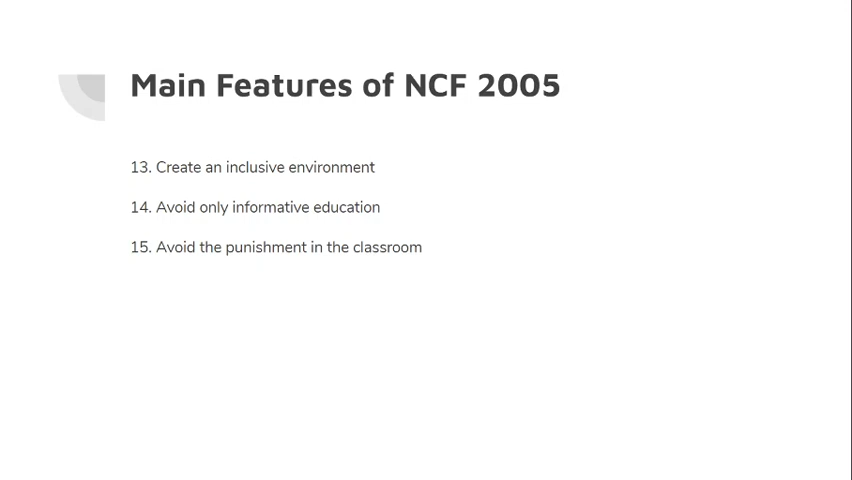 Main Features of NCF 2005
13. Create an inclusive environment
14. Avoid only informative education
15. Avoid the punishment in the classroom